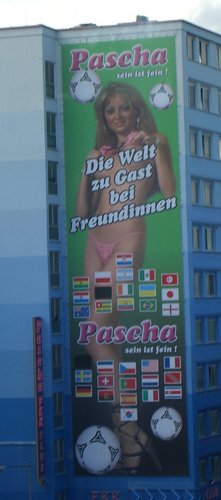 Pascha
sein ist fein !
Die Welt
zu Gast
bei
Freundinnen
Pascha
sein ist fein !